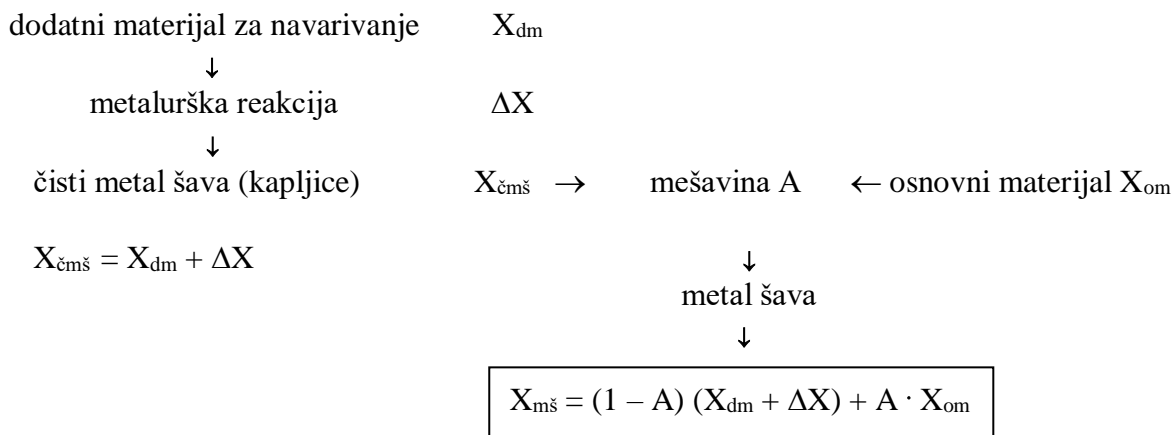 dodatni materijal za navarivanje X_dm
↓
metalurška reakcija ΔX
↓
čisti metal šava (kapljice) X_čmš → mešavina A ← osnovni materijal X_om
X_čmš = X_dm + ΔX
↓
metal šava
↓
X_mš = (1 – A) (X_dm + ΔX) + A · X_om